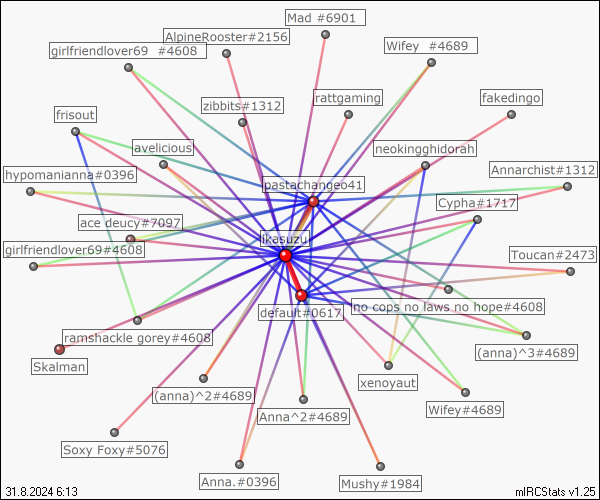 Mad #6901
AlpineRooster#2156
girlfriendlover69 #4608
Wifey #4689
rattgaming
fakedingo
zibbits#1312
frisout
avelicious
neokingghidorah
hypomanianna#0396
Annarchist#1312
pastachangeo41
Cypha#1717
ace deucy#7097
ikasuzu
girlfriendlover69#4608
Toucan#2473
no cops no laws no hope#4608
default#0617
ramshackle gorey#4608
(anna)^3#4689
Skalman
xenoyaut
(anna)^2#4689
Wifey#4689
Anna^2#4689
Soxy Foxy#5076
Anna.#0396
Mushy#1984
31.8.2024 6:13
mIRCStats v1.25